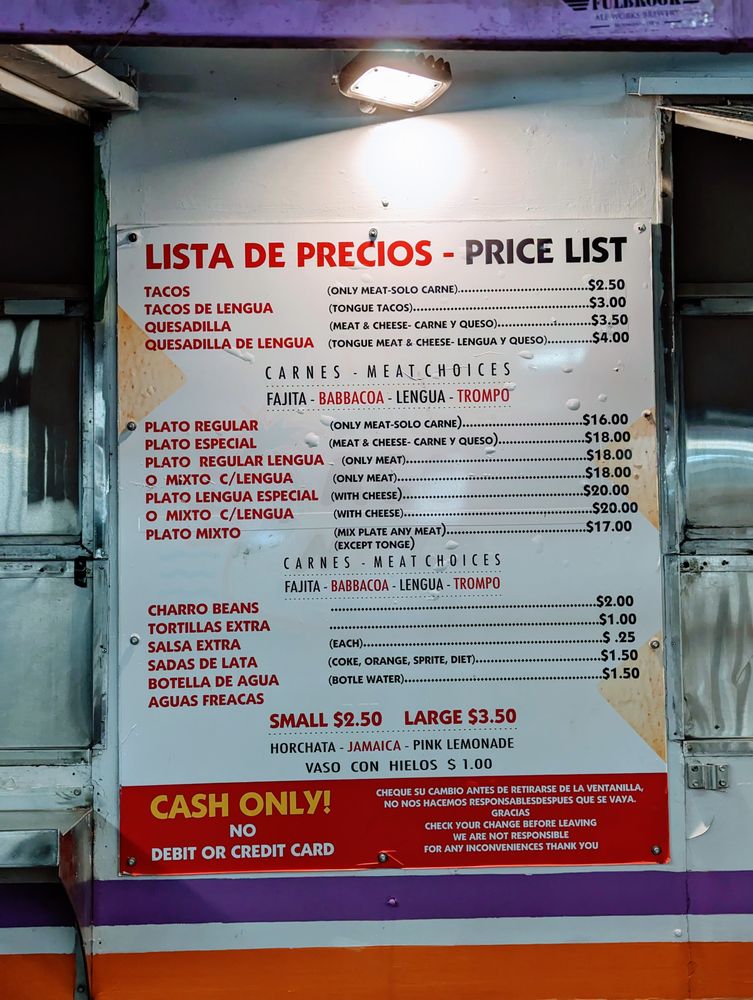 FULBROOK
ALE WORKS BREWERY
LISTA DE PRECIOS - PRICE LIST
TACOS (ONLY MEAT-SOLO CARNE)........$2.50
TACOS DE LENGUA (TONGUE TACOS)........$3.00
QUESADILLA (MEAT & CHEESE- CARNE Y QUESO)........$3.50
QUESADILLA DE LENGUA (TONGUE MEAT & CHEESE- LENGUA Y QUESO)........$4.00
CARNES - MEAT CHOICES
FAJITA - BABBACOA - LENGUA - TROMPO
PLATO REGULAR (ONLY MEAT-SOLO CARNE)........$16.00
PLATO ESPECIAL (MEAT & CHEESE- CARNE Y QUESO)........$18.00
PLATO REGULAR LENGUA (ONLY MEAT)........$18.00
O MiXTO C/LENGUA (ONLY MEAT)........$18.00
PLATO LENGUA ESPECIAL (WITH CHEESE)........$20.00
O MIXTO C/LENGUA (WITH CHEESE)........$20.00
PLATO MIXTO (MIX PLATE ANY MEAT)........$17.00
(EXCEPT TONGE)
CARNES - MEAT CHOICES
FAJITA - BABBACOA - LENGUA - TROMPO
CHARRO BEANS ........$2.00
TORTILLAS EXTRA ........$1.00
SALSA EXTRA (EACH)........$ .25
SADAS DE LATA (COKE, ORANGE, SPRITE, DIET)........$1.50
BOTELLA DE AGUA (BOTLE WATER)........$1.50
AGUAS FREACAS
SMALL $2.50 LARGE $3.50
HORCHATA - JAMAICA - PINK LEMONADE
VASO CON HIELOS $ 1.00
CASH ONLY!
NO
DEBIT OR CREDIT CARD
CHEQUE SU CAMBIO ANTES DE RETIRARSE DE LA VENTANILLA,
NO NOS HACEMOS RESPONSABLESDESPUES QUE SE VAYA.
GRACIAS
CHECK YOUR CHANGE BEFORE LEAVING
WE ARE NOT RESPONSIBLE
FOR ANY INCONVENIENCES THANK YOU